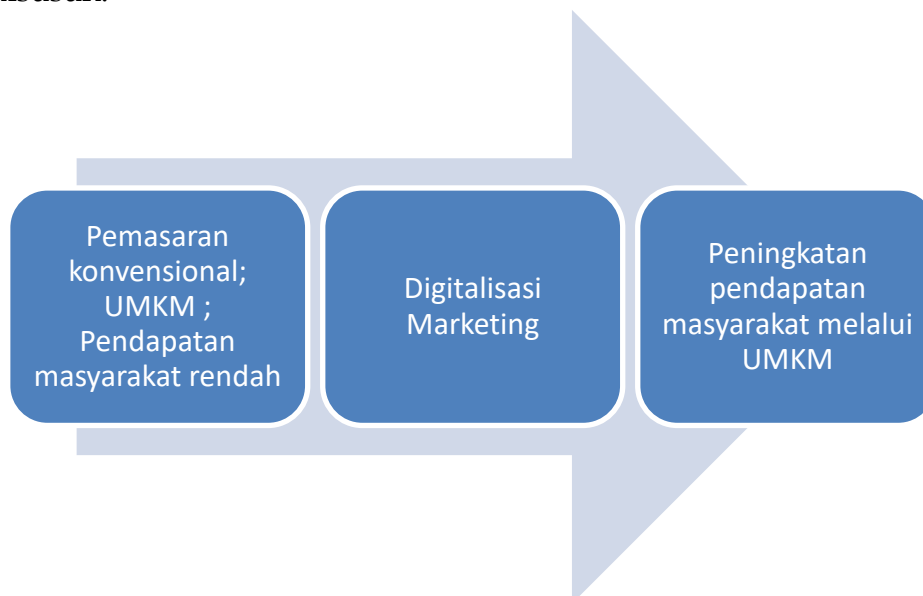 Pemasaran
konvensional;
UMKM ;
Pendapatan
masyarakat rendah
Digitalisasi
Marketing
Peningkatan
pendapatan
masyarakat melalui
UMKM